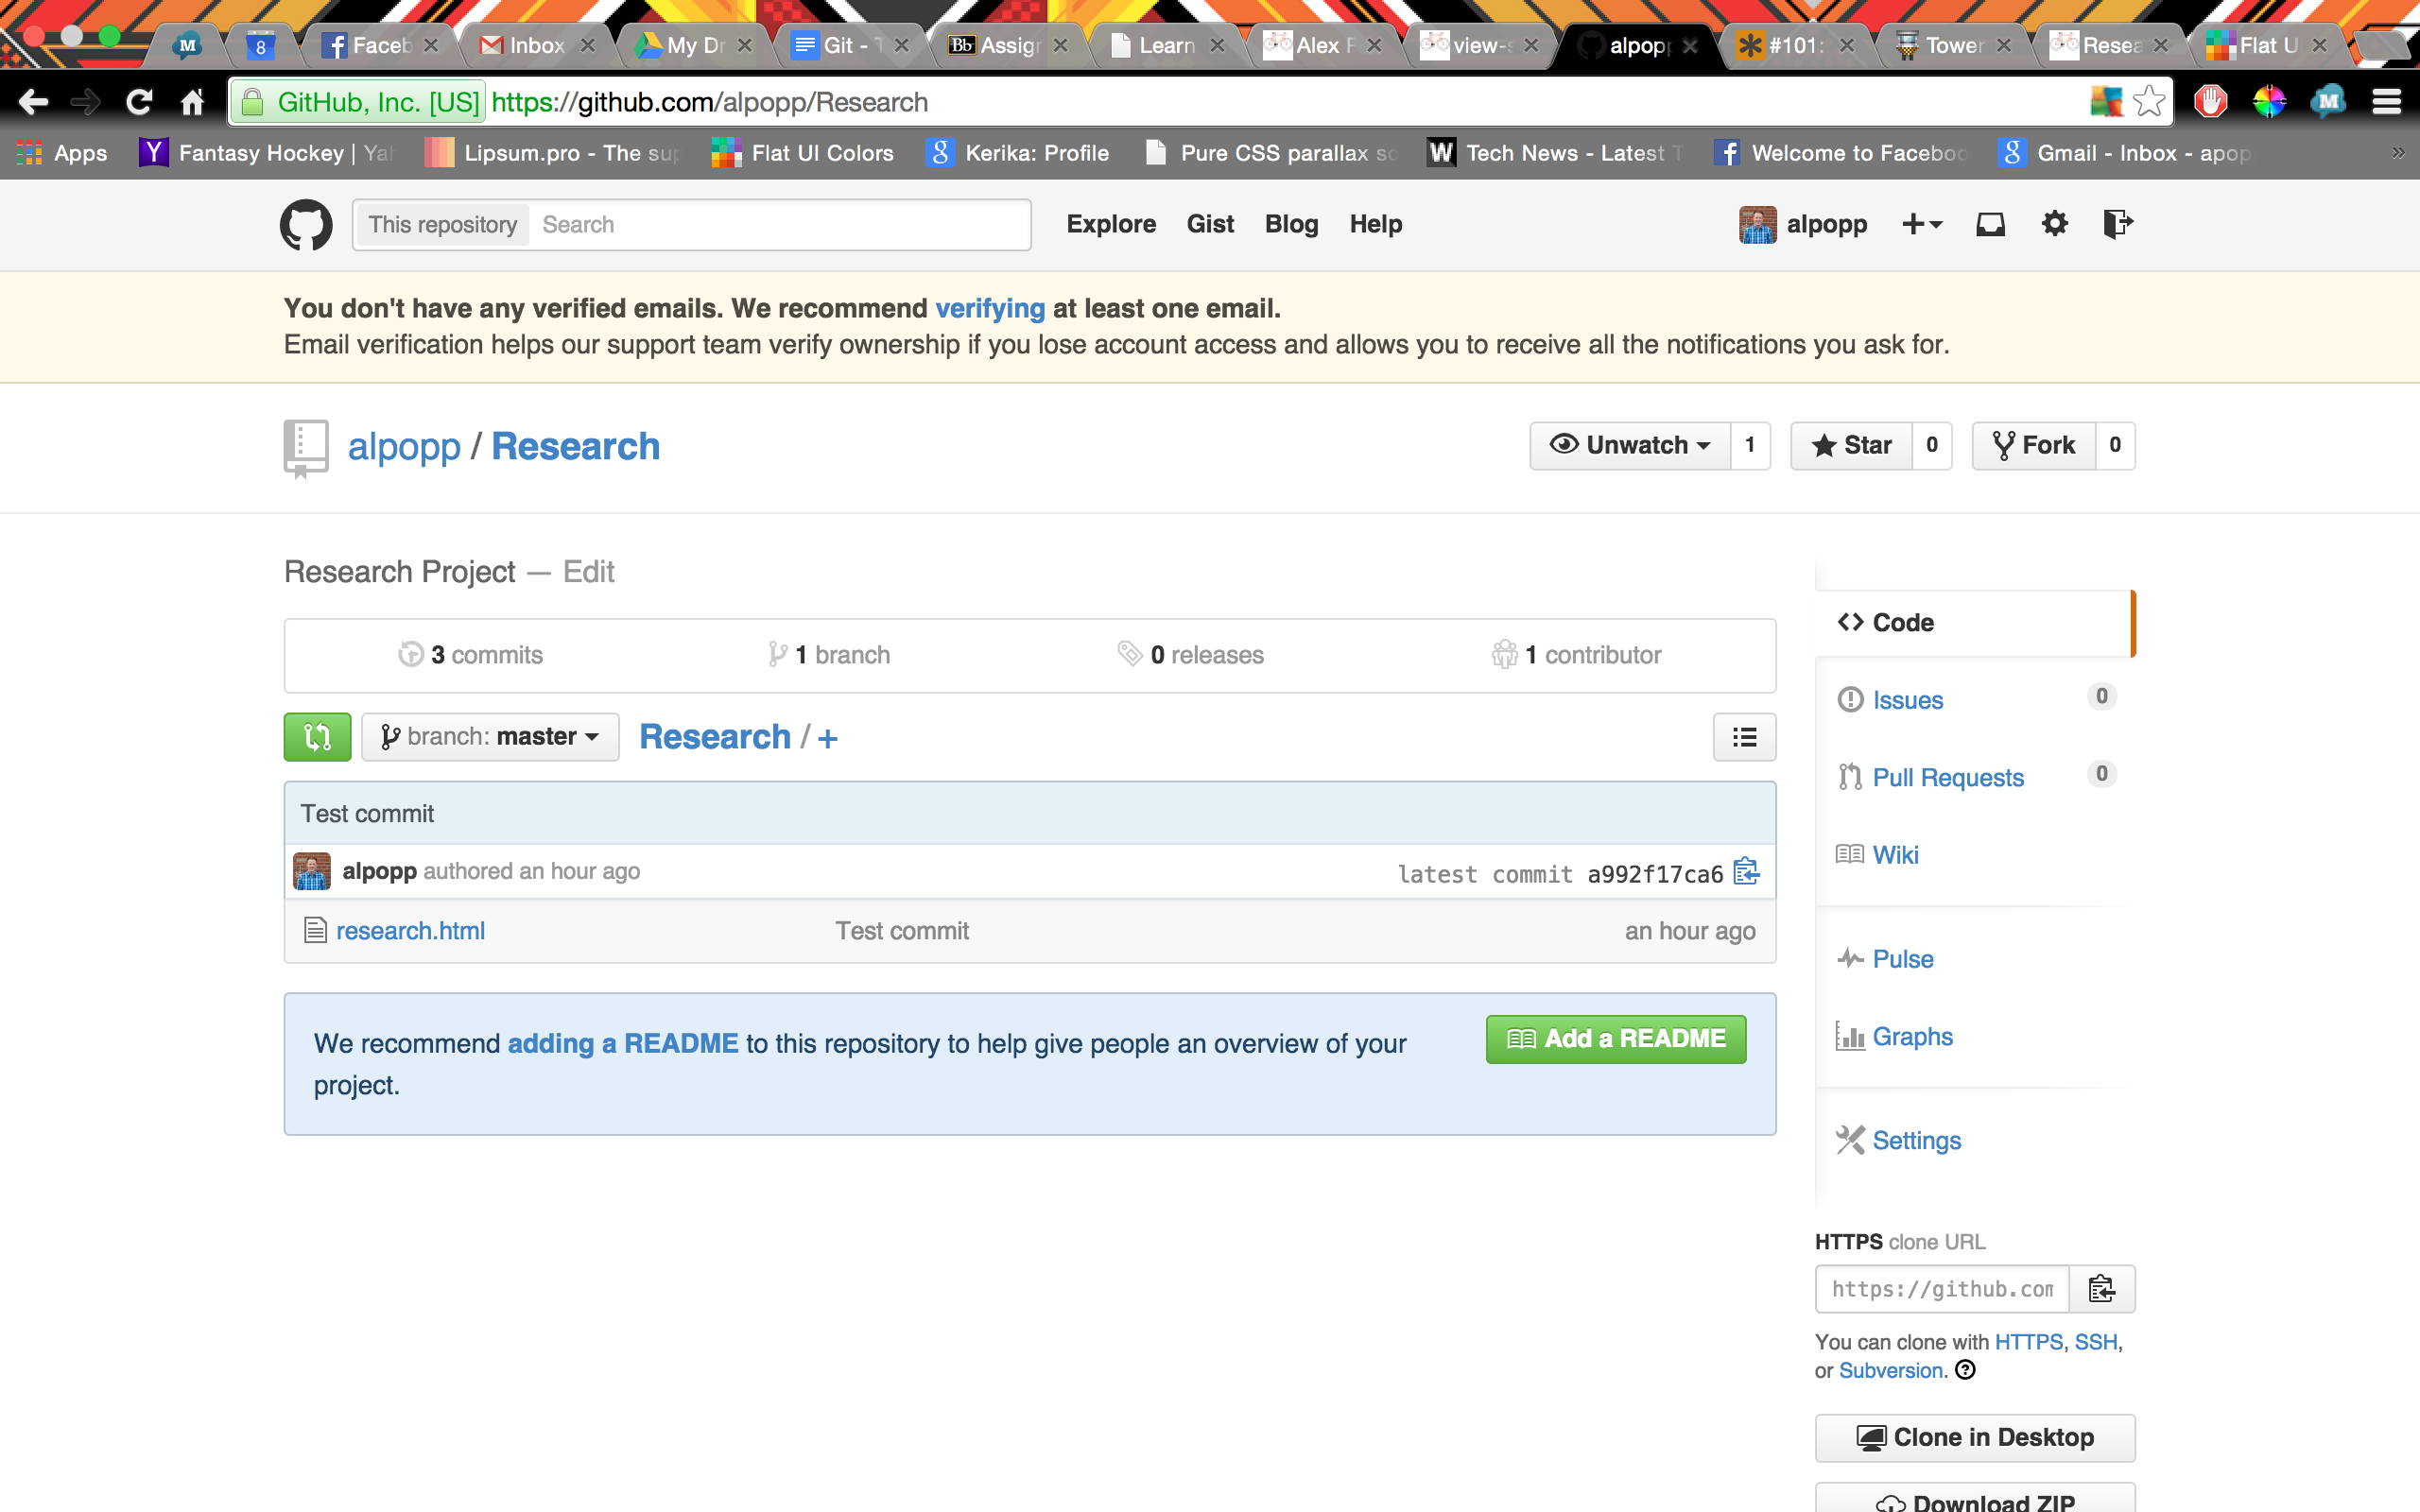 M
8
Faceb
Inbox
My Dr
Git - T
Bb Assign
Learn
Alex P
view-s
alpopp
#101:
Tower
Resea
Flat U
GitHub, Inc. [US] https://github.com/alpopp/Research
M
Apps
Y Fantasy Hockey | Yah
Lipsum.pro - The sup
Flat UI Colors
g Kerika: Profile
Pure CSS parallax sc
W Tech News - Latest T
f Welcome to Faceboo
g Gmail - Inbox - apop
»
This repository Search
Explore Gist Blog Help
alpopp
You don't have any verified emails. We recommend verifying at least one email.
Email verification helps our support team verify ownership if you lose account access and allows you to receive all the notifications you ask for.
alpopp / Research
Unwatch 1
Star 0
Fork 0
Research Project — Edit
3 commits
1 branch
0 releases
1 contributor
branch: master
Research / +
Test commit
alpopp authored an hour ago
latest commit a992f17ca6
research.html Test commit an hour ago
We recommend adding a README to this repository to help give people an overview of your
project.
Add a README
Code
Issues 0
Pull Requests 0
Wiki
Pulse
Graphs
Settings
HTTPS clone URL
https://github.com
You can clone with HTTPS, SSH,
or Subversion.
Clone in Desktop
Download ZIP